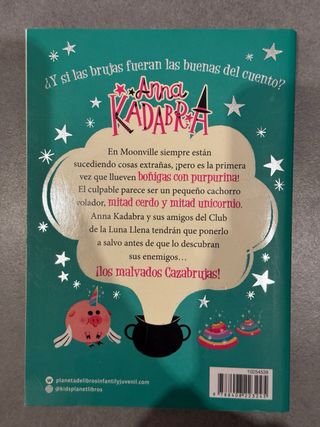 ¿Y si las brujas fueran las buenas del cuento?
Anna
KADABRA
En Moonville siempre están
sucediendo cosas extrañas, ¡pero es la primera
vez que llueven boñigas con purpurina!
El culpable parece ser un pequeño cachorro
volador, mitad cerdo y mitad unicornio.
Anna Kadabra y sus amigos del Club
de la Luna Llena tendrán que ponerlo
a salvo antes de que lo descubran
sus enemigos...
¡los malvados Cazabrujas!
planetadelibrosinfantilyjuvenil.com
@kidsplanetlibros
10254539